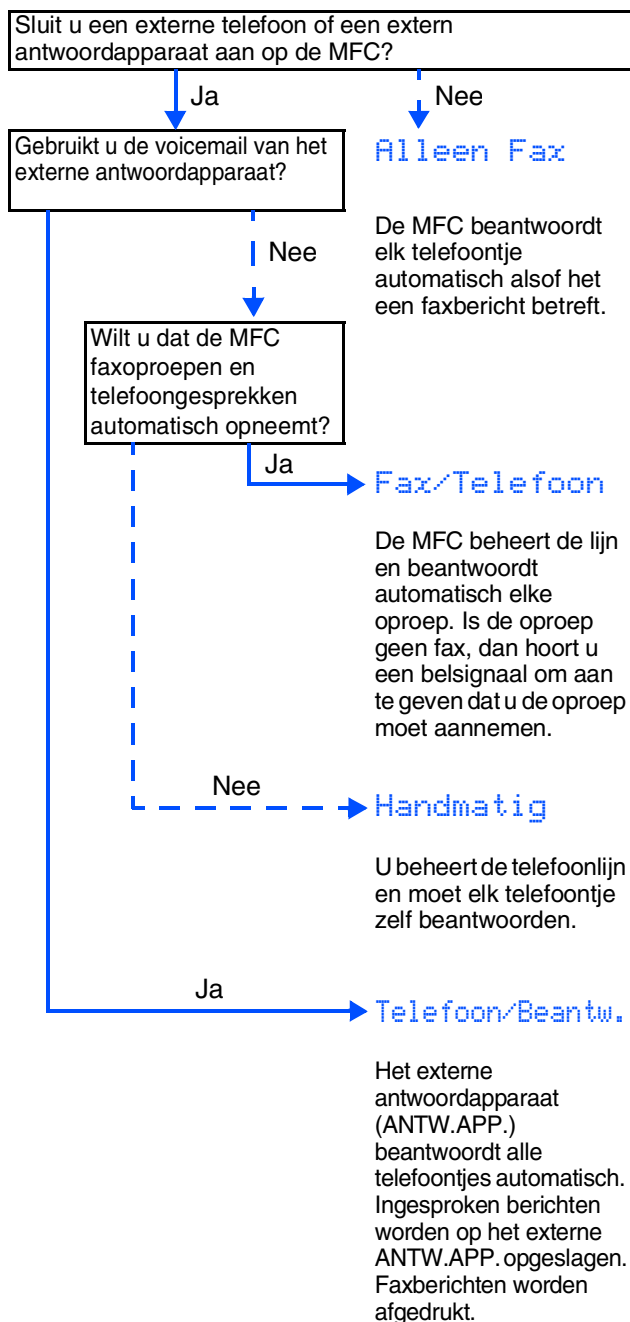 Sluit u een externe telefoon of een extern
antwoordapparaat aan op de MFC?
Ja
Nee
Gebruikt u de voicemail van het
externe antwoordapparaat?
Alleen Fax
De MFC beantwoordt
elk telefoontje
automatisch alsof het
een faxbericht betreft.
Nee
Wilt u dat de MFC
faxoproepen en
telefoongesprekken
automatisch opneemt?
Ja
Fax/Telefoon
De MFC beheert de lijn
en beantwoordt
automatisch elke
oproep. Is de oproep
geen fax, dan hoort u
een belsignaal om aan
te geven dat u de oproep
moet aannemen.
Nee
Handmatig
U beheert de telefoonlijn
en moet elk telefoontje
zelf beantwoorden.
Ja
Telefoon/Beantw.
Het externe
antwoordapparaat
(ANTW.APP.)
beantwoordt alle
telefoontjes automatisch.
Ingesproken berichten
worden op het externe
ANTW.APP. opgeslagen.
Faxberichten worden
afgedrukt.